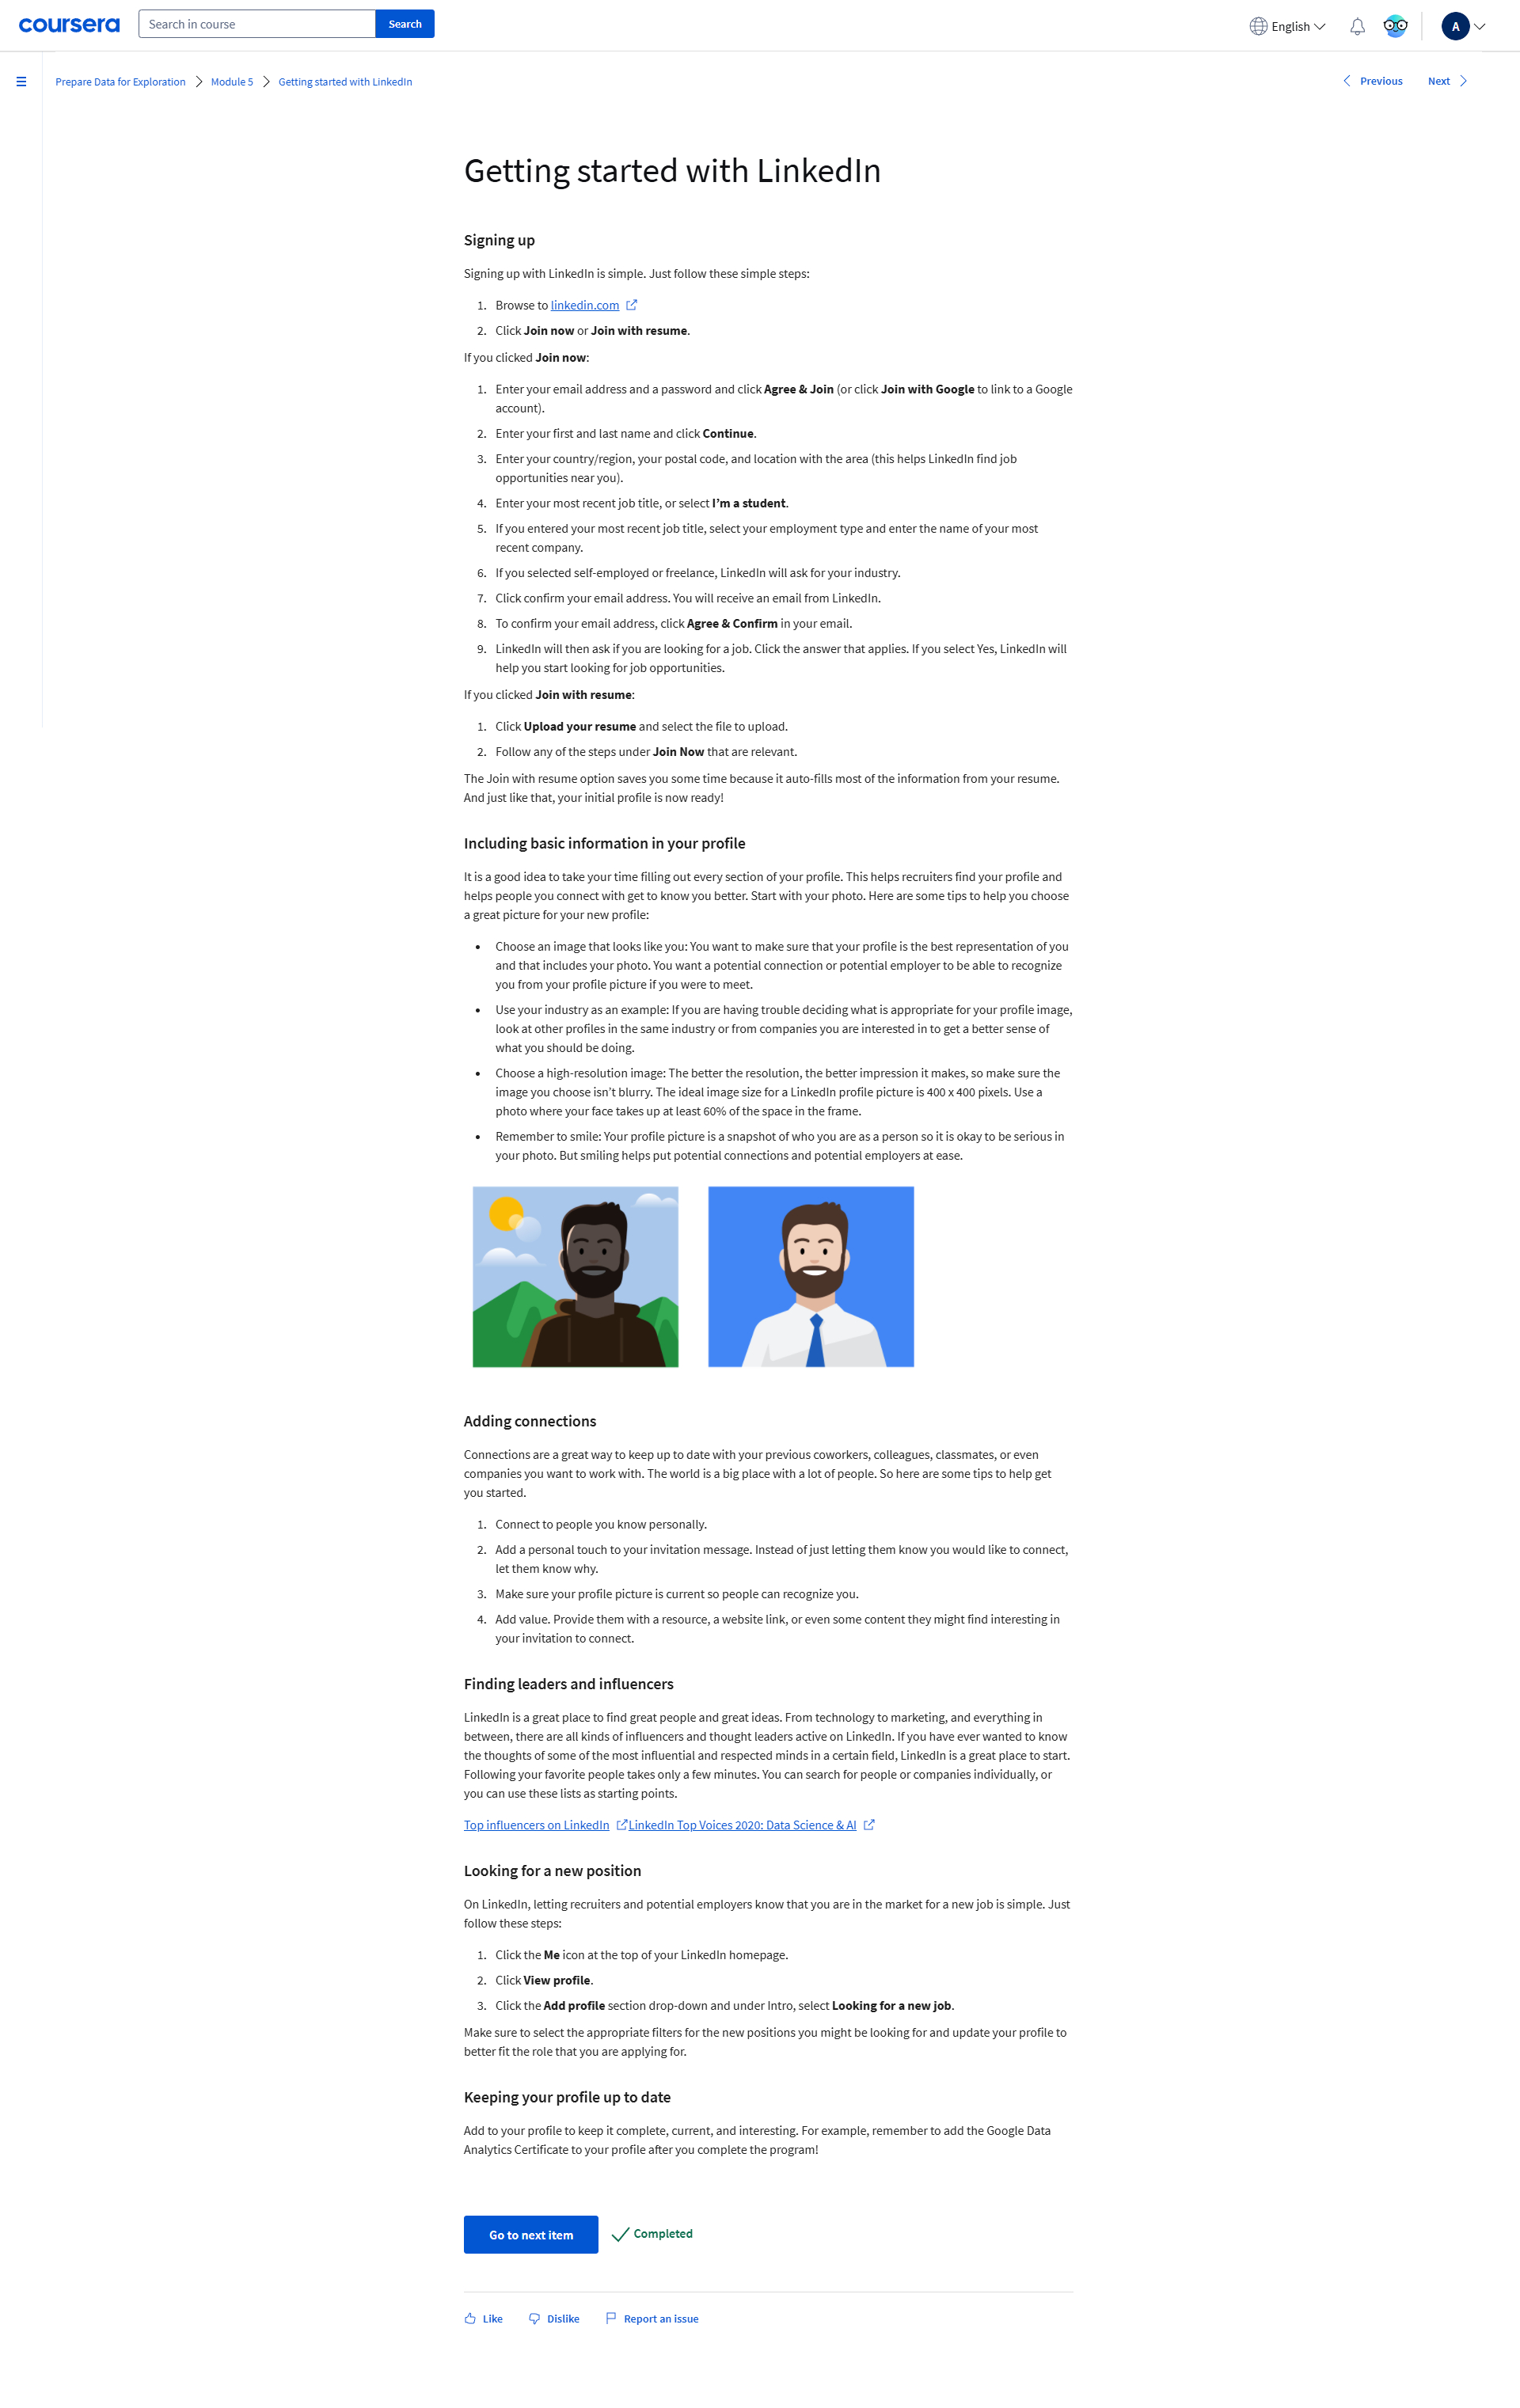 coursera
Search in course
Search
English
A
Prepare Data for Exploration
Module 5
Getting started with LinkedIn
Previous
Next
Getting started with LinkedIn
Signing up
Signing up with LinkedIn is simple. Just follow these simple steps:
1. Browse to linkedin.com
2. Click Join now or Join with resume.
If you clicked Join now:
1. Enter your email address and a password and click Agree & Join (or click Join with Google to link to a Google
account).
2. Enter your first and last name and click Continue.
3. Enter your country/region, your postal code, and location with the area (this helps LinkedIn find job
opportunities near you).
4. Enter your most recent job title, or select I’m a student.
5. If you entered your most recent job title, select your employment type and enter the name of your most
recent company.
6. If you selected self-employed or freelance, LinkedIn will ask for your industry.
7. Click confirm your email address. You will receive an email from LinkedIn.
8. To confirm your email address, click Agree & Confirm in your email.
9. LinkedIn will then ask if you are looking for a job. Click the answer that applies. If you select Yes, LinkedIn will
help you start looking for job opportunities.
If you clicked Join with resume:
1. Click Upload your resume and select the file to upload.
2. Follow any of the steps under Join Now that are relevant.
The Join with resume option saves you some time because it auto-fills most of the information from your resume.
And just like that, your initial profile is now ready!
Including basic information in your profile
It is a good idea to take your time filling out every section of your profile. This helps recruiters find your profile and
helps people you connect with get to know you better. Start with your photo. Here are some tips to help you choose
a great picture for your new profile:
• Choose an image that looks like you: You want to make sure that your profile is the best representation of you
and that includes your photo. You want a potential connection or potential employer to be able to recognize
you from your profile picture if you were to meet.
• Use your industry as an example: If you are having trouble deciding what is appropriate for your profile image,
look at other profiles in the same industry or from companies you are interested in to get a better sense of
what you should be doing.
• Choose a high-resolution image: The better the resolution, the better impression it makes, so make sure the
image you choose isn’t blurry. The ideal image size for a LinkedIn profile picture is 400 x 400 pixels. Use a
photo where your face takes up at least 60% of the space in the frame.
• Remember to smile: Your profile picture is a snapshot of who you are as a person so it is okay to be serious in
your photo. But smiling helps put potential connections and potential employers at ease.
Adding connections
Connections are a great way to keep up to date with your previous coworkers, colleagues, classmates, or even
companies you want to work with. The world is a big place with a lot of people. So here are some tips to help get
you started.
1. Connect to people you know personally.
2. Add a personal touch to your invitation message. Instead of just letting them know you would like to connect,
let them know why.
3. Make sure your profile picture is current so people can recognize you.
4. Add value. Provide them with a resource, a website link, or even some content they might find interesting in
your invitation to connect.
Finding leaders and influencers
LinkedIn is a great place to find great people and great ideas. From technology to marketing, and everything in
between, there are all kinds of influencers and thought leaders active on LinkedIn. If you have ever wanted to know
the thoughts of some of the most influential and respected minds in a certain field, LinkedIn is a great place to start.
Following your favorite people takes only a few minutes. You can search for people or companies individually, or
you can use these lists as starting points.
Top influencers on LinkedIn LinkedIn Top Voices 2020: Data Science & AI
Looking for a new position
On LinkedIn, letting recruiters and potential employers know that you are in the market for a new job is simple. Just
follow these steps:
1. Click the Me icon at the top of your LinkedIn homepage.
2. Click View profile.
3. Click the Add profile section drop-down and under Intro, select Looking for a new job.
Make sure to select the appropriate filters for the new positions you might be looking for and update your profile to
better fit the role that you are applying for.
Keeping your profile up to date
Add to your profile to keep it complete, current, and interesting. For example, remember to add the Google Data
Analytics Certificate to your profile after you complete the program!
Go to next item
Completed
Like
Dislike
Report an issue